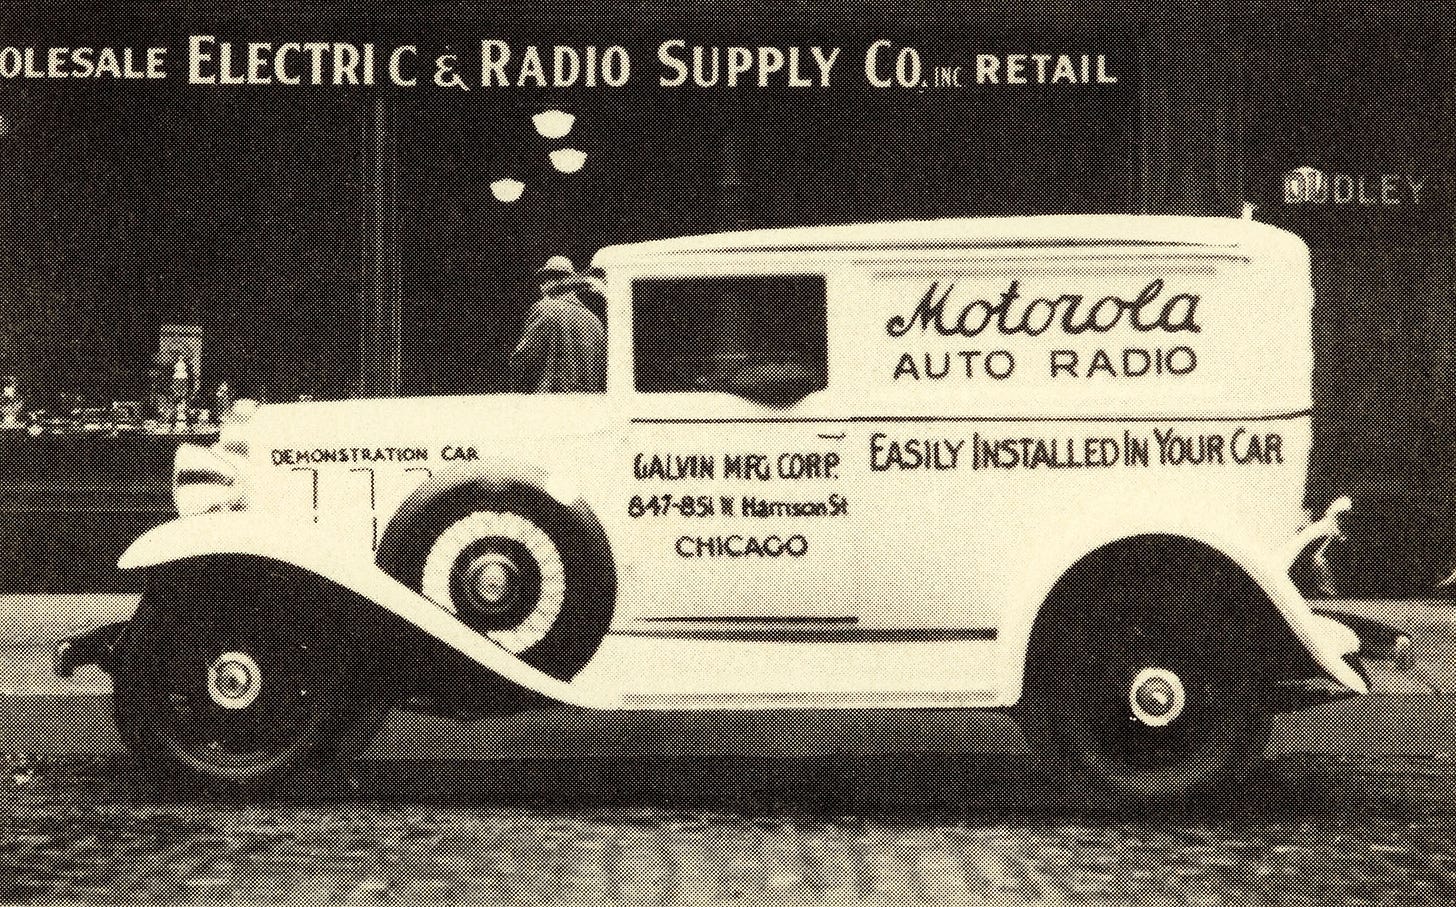 OLESALE ELECTRIC & RADIO SUPPLY CO. INC RETAIL
DUDLEY
Motorola
AUTO RADIO
DEMONSTRATION CAR
GALVIN MFG CORP.
847-851 W Harrison St
CHICAGO
EASILY INSTALLED IN YOUR CAR